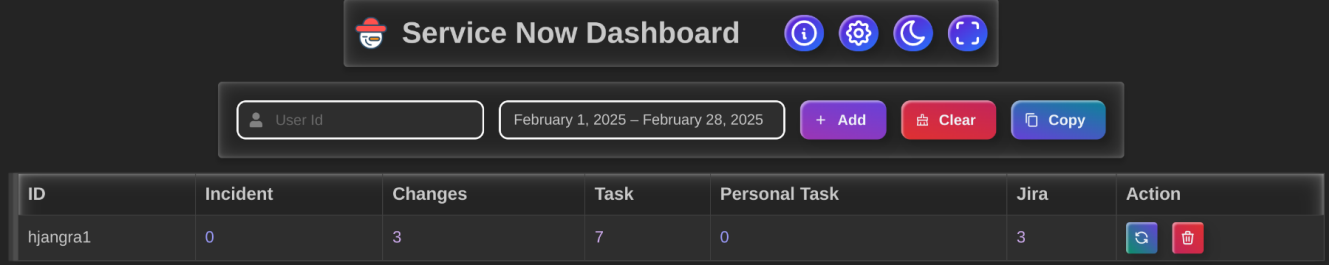 Service Now Dashboard
User Id February 1, 2025 – February 28, 2025 + Add Clear Copy
ID Incident Changes Task Personal Task Jira Action
hjangra1 0 3 7 0 3